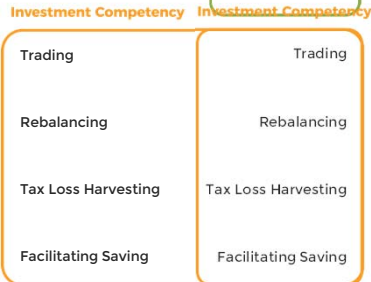 Investment Competency Investment Competency
Trading Trading
Rebalancing Rebalancing
Tax Loss Harvesting Tax Loss Harvesting
Facilitating Saving Facilitating Saving